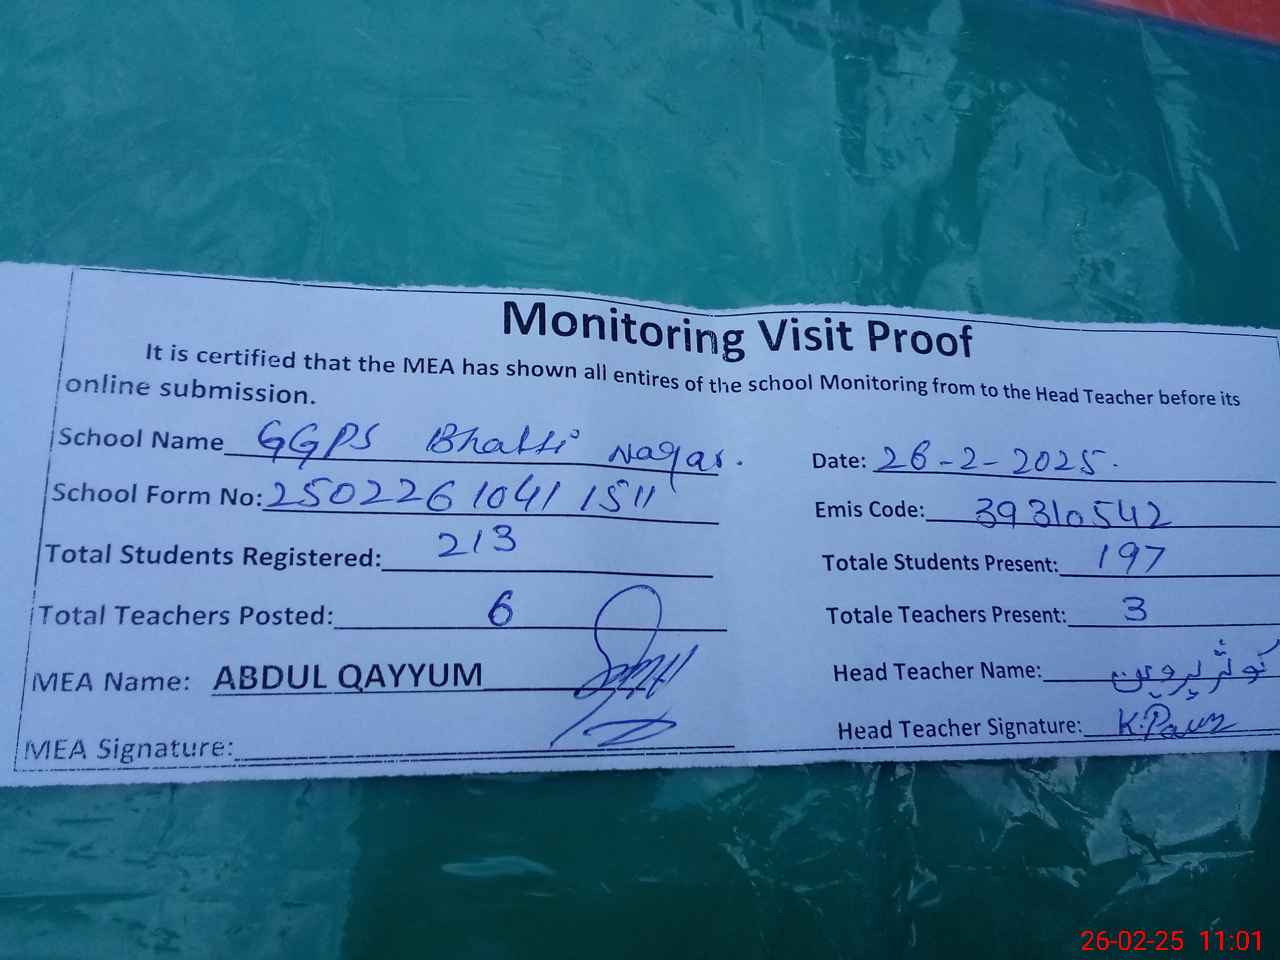 Monitoring Visit Proof
It is certified that the MEA has shown all entires of the school Monitoring from to the Head Teacher before its
online submission.
School Name GGPS Bhatti Nagar.
Date: 26-2-2025.
School Form No: 2502261041 1511
Emis Code: 39310542
Total Students Registered: 213
Totale Students Present: 197
Total Teachers Posted: 6
Totale Teachers Present: 3
MEA Name: ABDUL QAYYUM
Head Teacher Name: کوثر پروین
MEA Signature:
Head Teacher Signature: K.
26-02-25 11:01